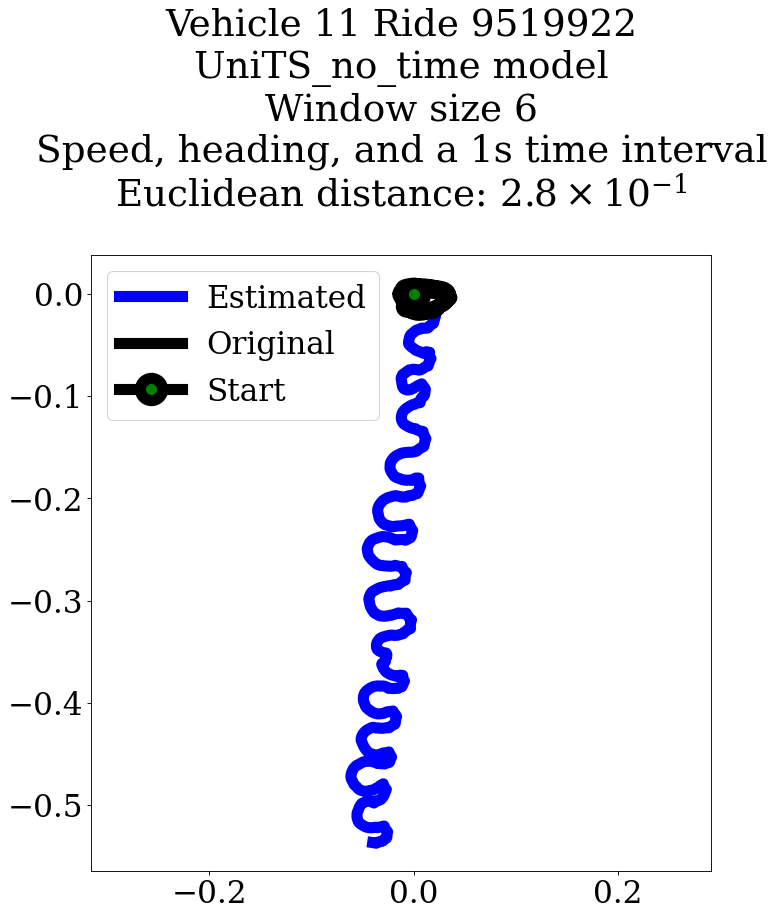 Vehicle 11 Ride 9519922
UniTS_no_time model
Window size 6
Speed, heading, and a 1s time interval
Euclidean distance: 2.8 × 10⁻¹
Estimated
Original
Start
0.0
−0.1
−0.2
−0.3
−0.4
−0.5
−0.2 0.0 0.2